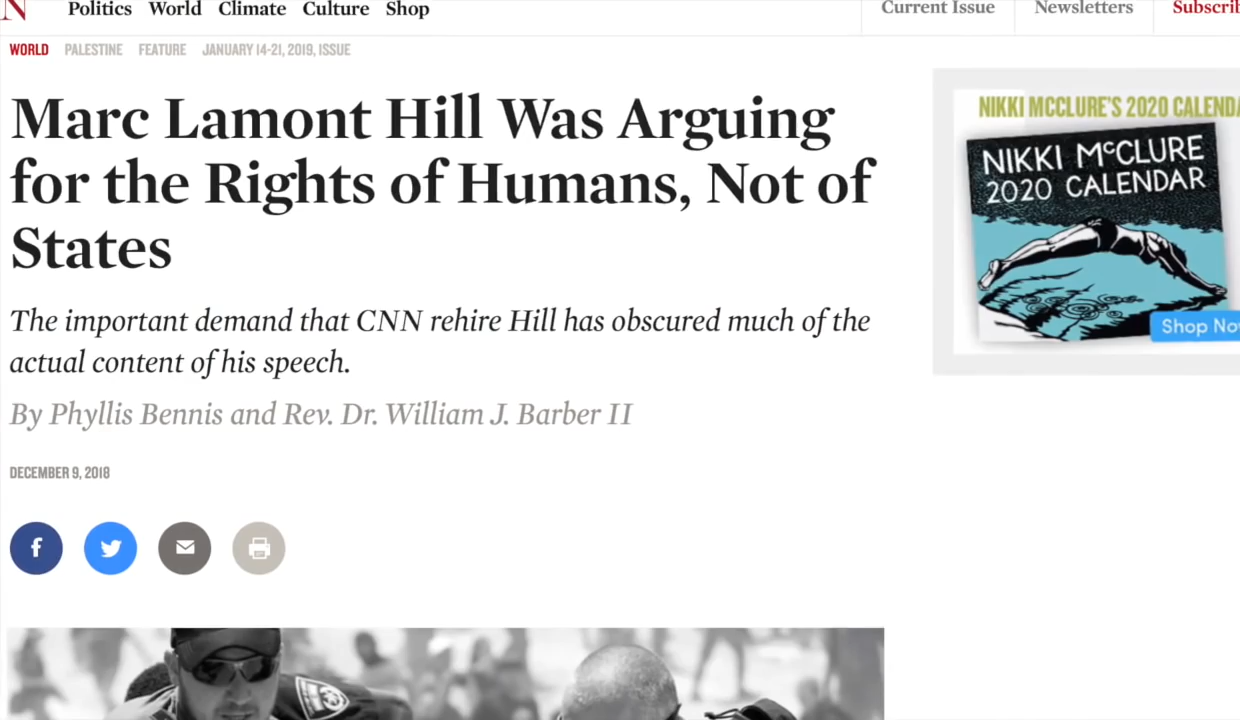 N
Politics World Climate Culture Shop
Current Issue Newsletters
WORLD PALESTINE FEATURE JANUARY 14-21, 2019, ISSUE
Marc Lamont Hill Was Arguing
for the Rights of Humans, Not of
States
The important demand that CNN rehire Hill has obscured much of the
actual content of his speech.
By Phyllis Bennis and Rev. Dr. William J. Barber II
DECEMBER 9, 2018
NIKKI MCCLURE'S 2020 CALENDA
NIKKI McCLURE
2020 CALENDAR
Shop No